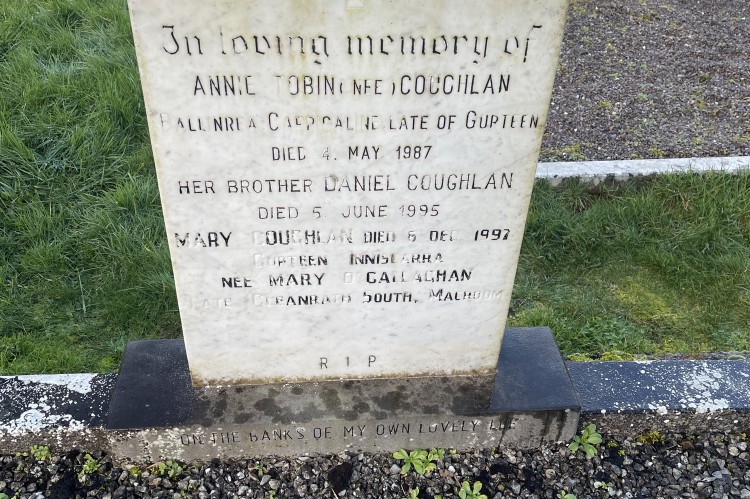 In loving memory of
ANNIE TOBIN (NEE) COUGHLAN
BALLINREA CARRIGALINE LATE OF GURTEEN
DIED 4. MAY 1987
HER BROTHER DANIEL COUGHLAN
DIED 5 JUNE 1995
MARY COUGHLAN DIED 6 DEC. 1997
GURTEEN INNISCARRA
NEE MARY O'CALLAGHAN
LATE SOUTH, MACROOM
R I P
ON THE BANKS OF MY OWN LOVELY LEE